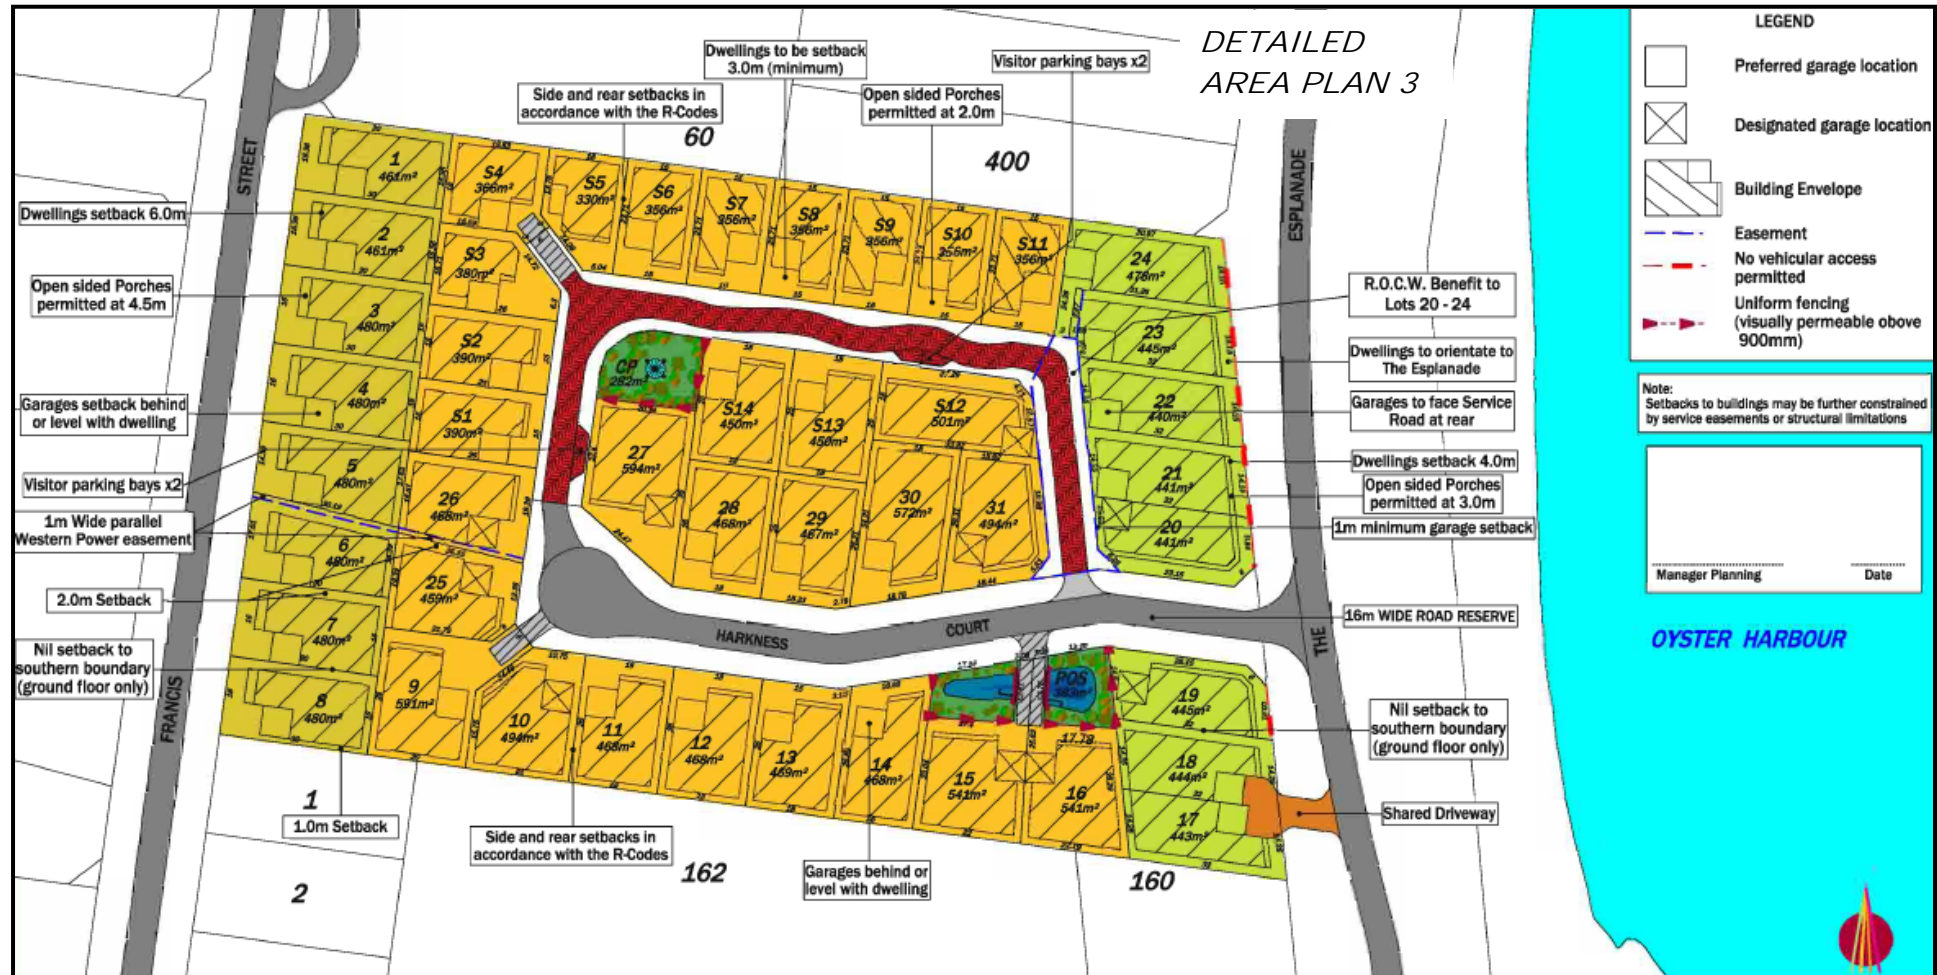 DETAILED
AREA PLAN 3
Dwellings to be setback
3.0m (minimum)
Visitor parking bays x2
Side and rear setbacks in
accordance with the R-Codes
Open sided Porches
permitted at 2.0m
60
400
STREET
ESPLANADE
Dwellings setback 6.0m
Open sided Porches
permitted at 4.5m
Garages setback behind
or level with dwelling
Visitor parking bays x2
1m Wide parallel
Western Power easement
2.0m Setback
Nil setback to
southern boundary
(ground floor only)
FRANCIS
1
461m²
2
461m²
3
480m²
4
480m²
5
480m²
6
480m²
7
480m²
8
480m²
S4
366m²
S5
330m²
S6
356m²
S7
356m²
S8
356m²
S9
356m²
S10
356m²
S11
356m²
S3
380m²
S2
390m²
S1
390m²
26
468m²
25
459m²
CP
282m²
S14
450m²
S13
450m²
S12
501m²
27
594m²
28
468m²
29
467m²
30
572m²
31
494m²
24
478m²
23
445m²
22
440m²
21
441m²
20
441m²
R.O.C.W. Benefit to
Lots 20 - 24
Dwellings to orientate to
The Esplanade
Garages to face Service
Road at rear
Dwellings setback 4.0m
Open sided Porches
permitted at 3.0m
1m minimum garage setback
16m WIDE ROAD RESERVE
HARKNESS
COURT
THE
9
591m²
10
494m²
11
468m²
12
468m²
13
459m²
14
468m²
15
541m²
16
541m²
POS
383m²
17.78
19
445m²
18
444m²
17
443m²
Nil setback to
southern boundary
(ground floor only)
Shared Driveway
1
1.0m Setback
2
Side and rear setbacks in
accordance with the R-Codes
162
Garages behind or
level with dwelling
160
LEGEND
Preferred garage location
Designated garage location
Building Envelope
Easement
No vehicular access
permitted
Uniform fencing
(visually permeable obove
900mm)
Note:
Setbacks to buildings may be further constrained
by service easements or structural limitations
Manager Planning
Date
OYSTER HARBOUR